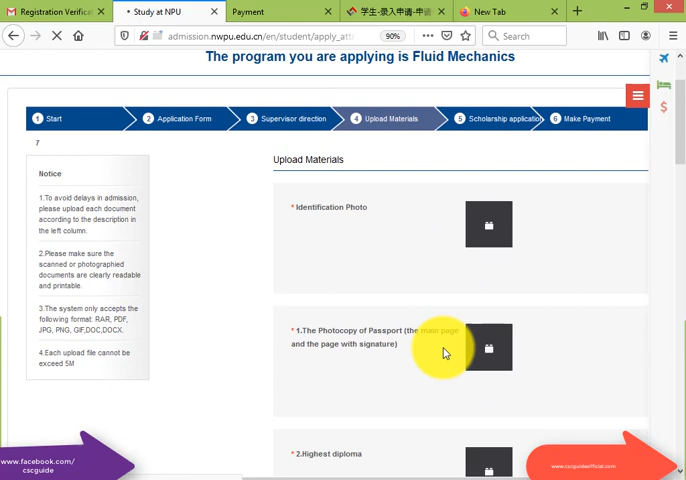 Registration Verificat
Study at NPU
Payment
学生-录入申请-申请
New Tab
admission.nwpu.edu.cn/en/student/apply_att
90%
Search
The program you are applying is Fluid Mechanics
1 Start
2 Application Form
3 Supervisor direction
4 Upload Materials
5 Scholarship application
6 Make Payment
7
Notice
1.To avoid delays in admission,
please upload each document
according to the description in
the left column.
2.Please make sure the
scanned or photographied
documents are clearly readable
and printable.
3.The system only accepts the
following format: RAR, PDF,
JPG, PNG, GIF,DOC,DOCX.
4.Each upload file cannot be
exceed 5M
Upload Materials
* Identification Photo
* 1.The Photocopy of Passport (the main page
and the page with signature)
* 2.Highest diploma
www.facebook.com/
cscguide
www.cscguideofficial.com